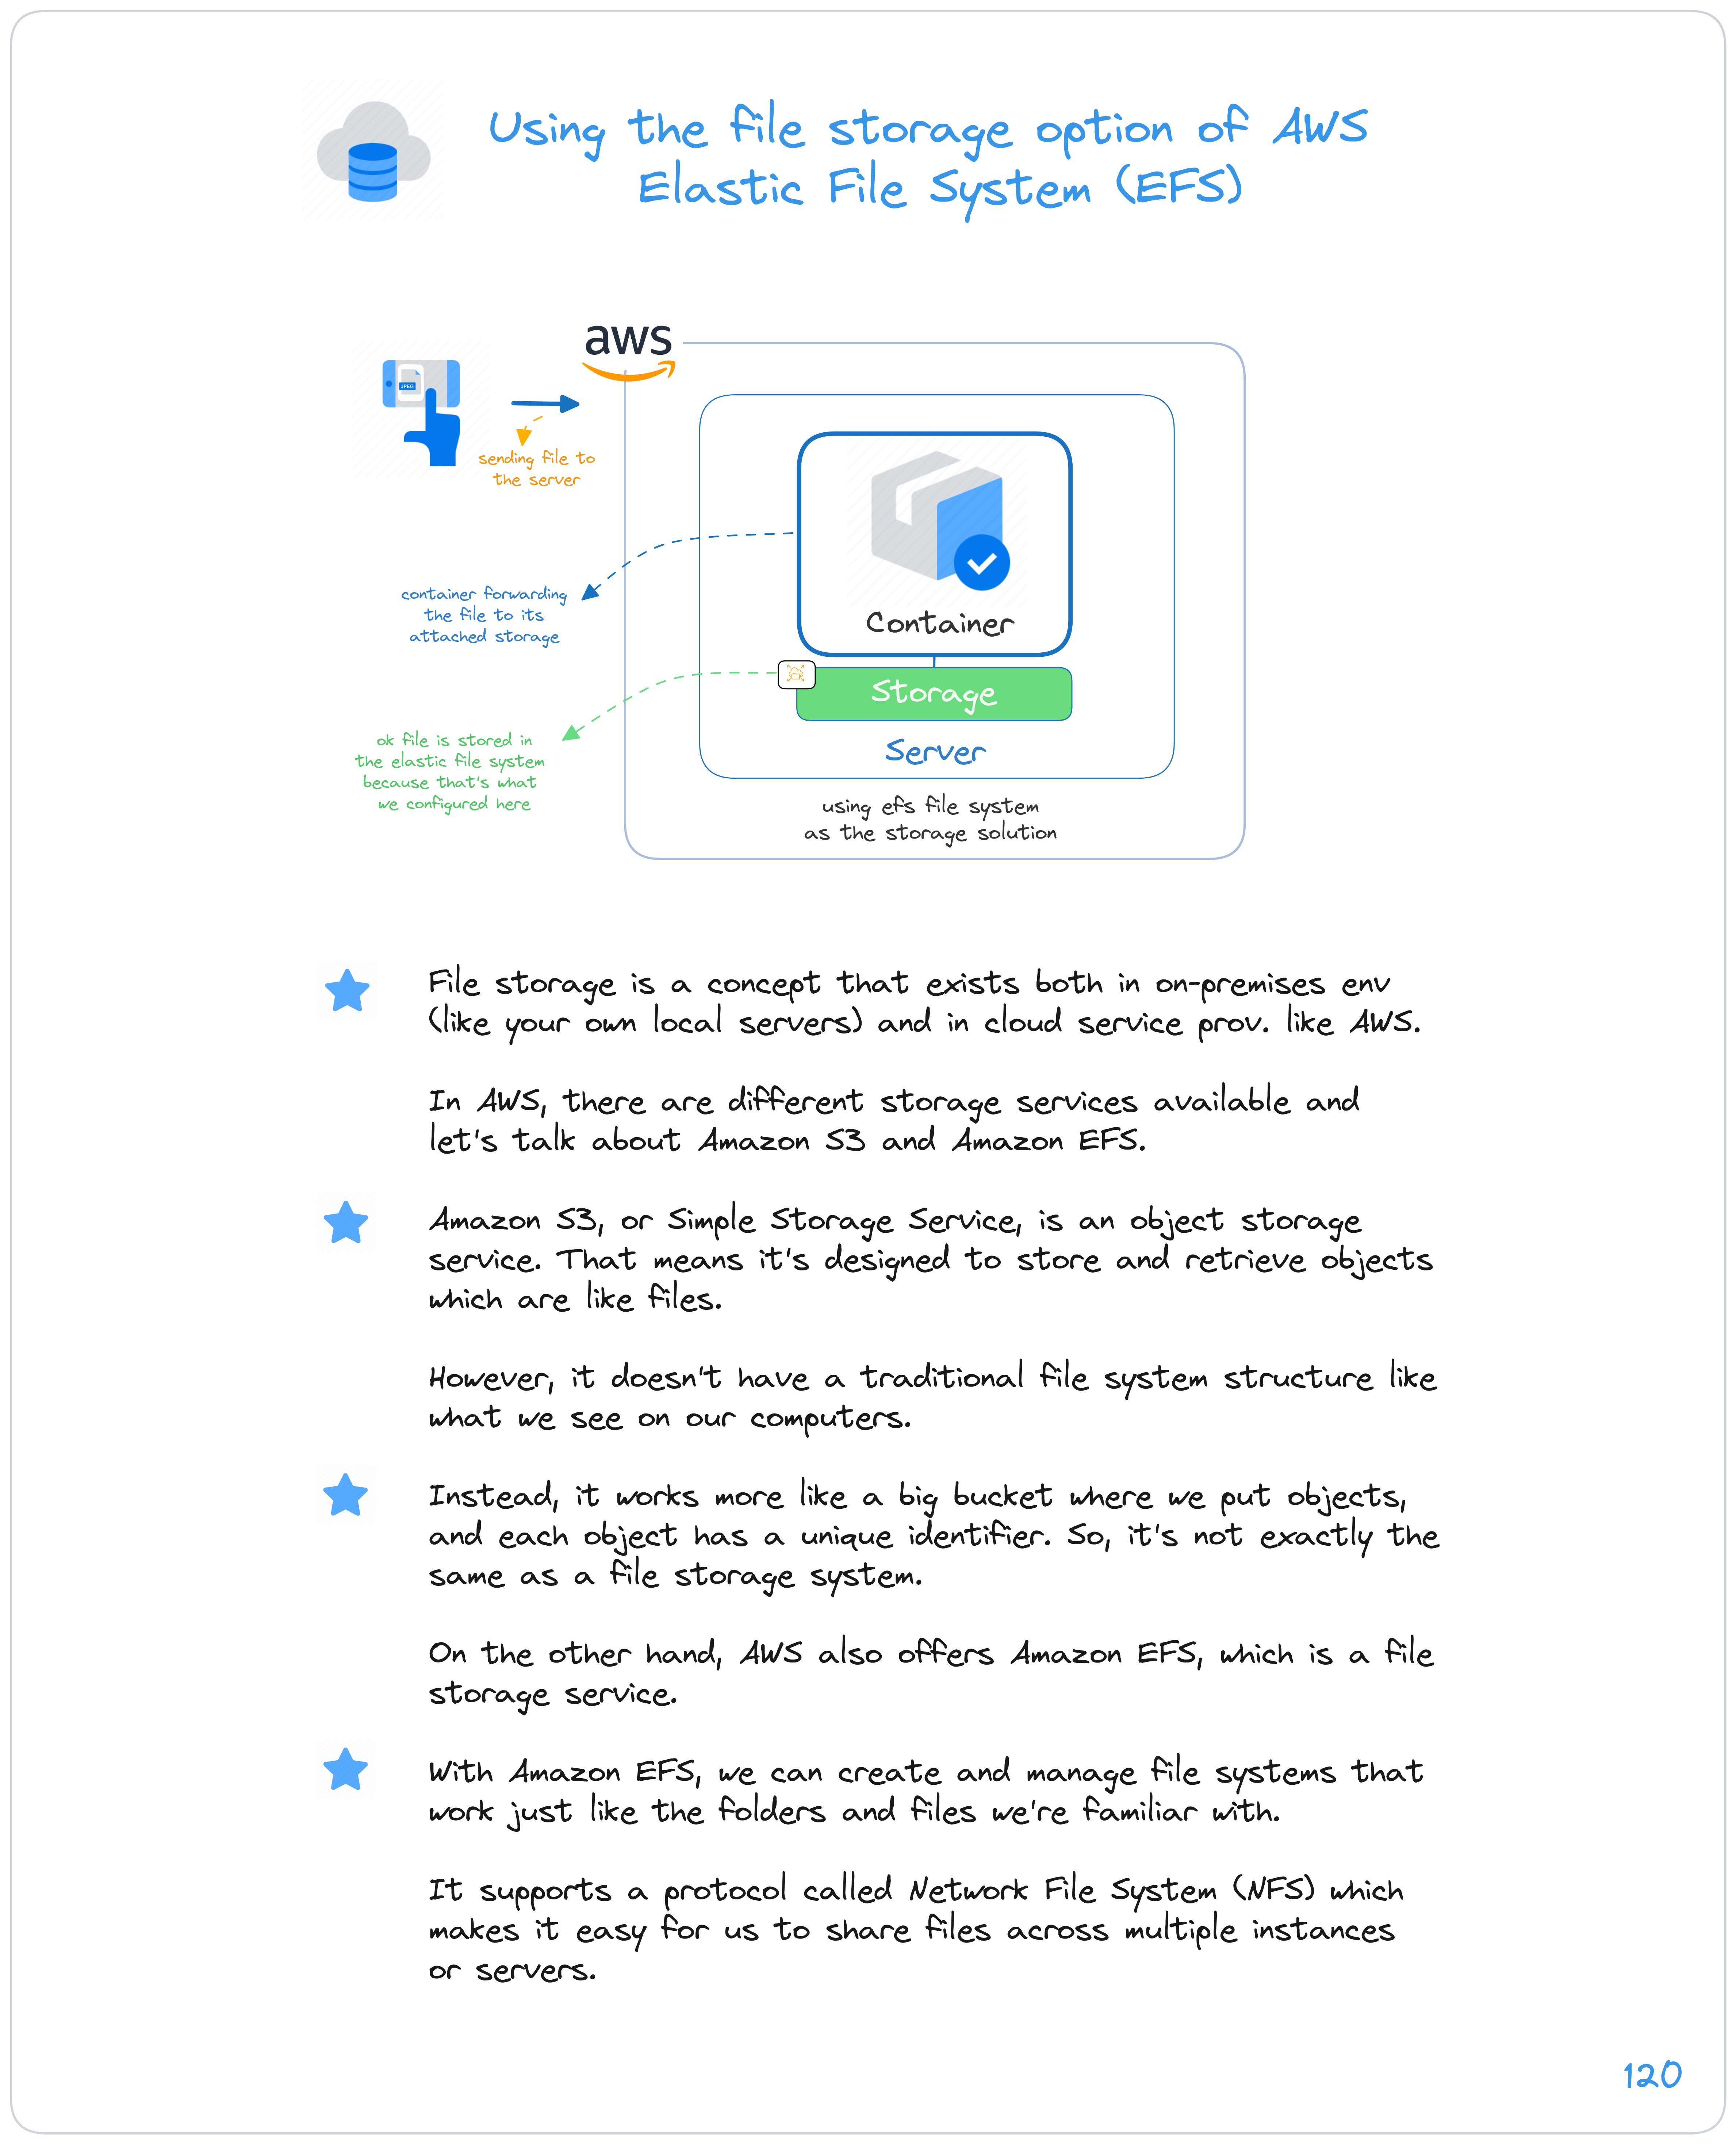 Using the file storage option of AWS
Elastic File System (EFS)
aws
JPEG
sending file to
the server
container forwarding
the file to its
attached storage
Container
Storage
Server
ok file is stored in
the elastic file system
because that's what
we configured here
using efs file system
as the storage solution
File storage is a concept that exists both in on-premises env
(like your own local servers) and in cloud service prov. like AWS.
In AWS, there are different storage services available and
let's talk about Amazon S3 and Amazon EFS.
Amazon S3, or Simple Storage Service, is an object storage
service. That means it's designed to store and retrieve objects
which are like files.
However, it doesn't have a traditional file system structure like
what we see on our computers.
Instead, it works more like a big bucket where we put objects,
and each object has a unique identifier. So, it's not exactly the
same as a file storage system.
On the other hand, AWS also offers Amazon EFS, which is a file
storage service.
With Amazon EFS, we can create and manage file systems that
work just like the folders and files we're familiar with.
It supports a protocol called Network File System (NFS) which
makes it easy for us to share files across multiple instances
or servers.
120